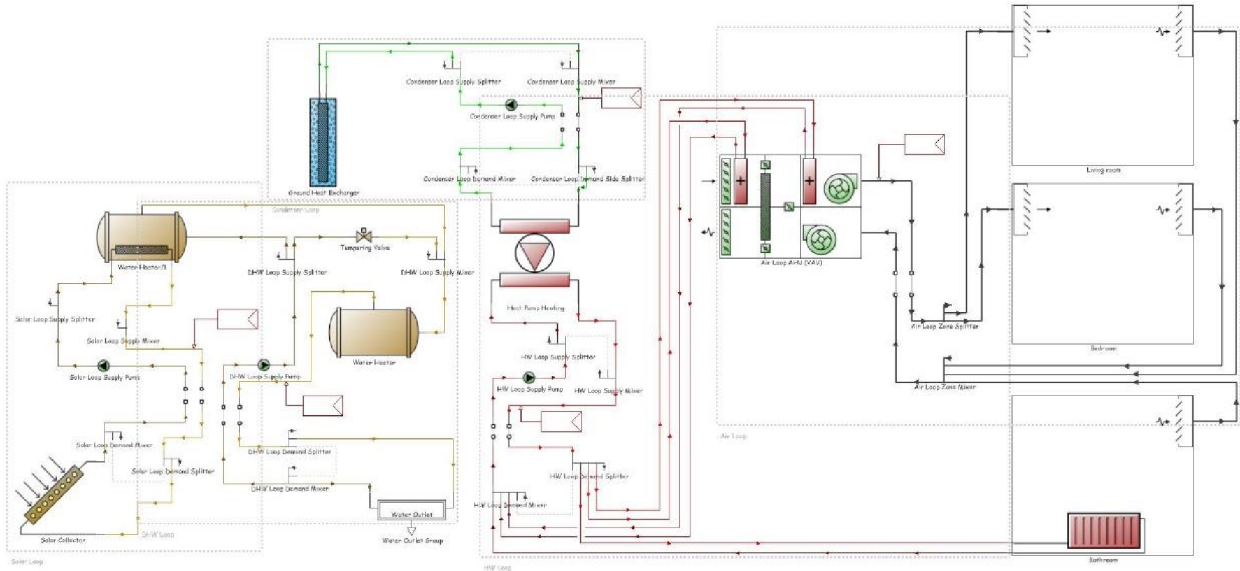 Condenser Loop Supply Splitter
Condenser Loop Supply Mixer
Condenser Loop Supply Pump
Condenser Loop Demand Mixer
Condenser Loop Demand Side Splitter
Ground Heat Exchanger
Condenser Loop
Living room
Water Heater 1
Tempering Valve
DHW Loop Supply Splitter
DHW Loop Supply Mixer
Air Loop AHU (VAV)
Solar Loop Supply Splitter
Solar Loop Supply Mixer
Heat Pump Heating
Air Loop Zone Splitter
Water Heater
HW Loop Supply Splitter
Bedroom
Solar Loop Supply Pump
DHW Loop Supply Pump
HW Loop Supply Pump
HW Loop Supply Mixer
Air Loop Zone Mixer
Air Loop
Solar Loop Demand Mixer
DHW Loop Demand Splitter
Solar Loop Demand Splitter
HW Loop Demand Splitter
DHW Loop Demand Mixer
HW Loop Demand Mixer
Water Outlet
Solar Collector
DHW Loop
Water Outlet Group
Solar Loop
HW Loop
Bathroom